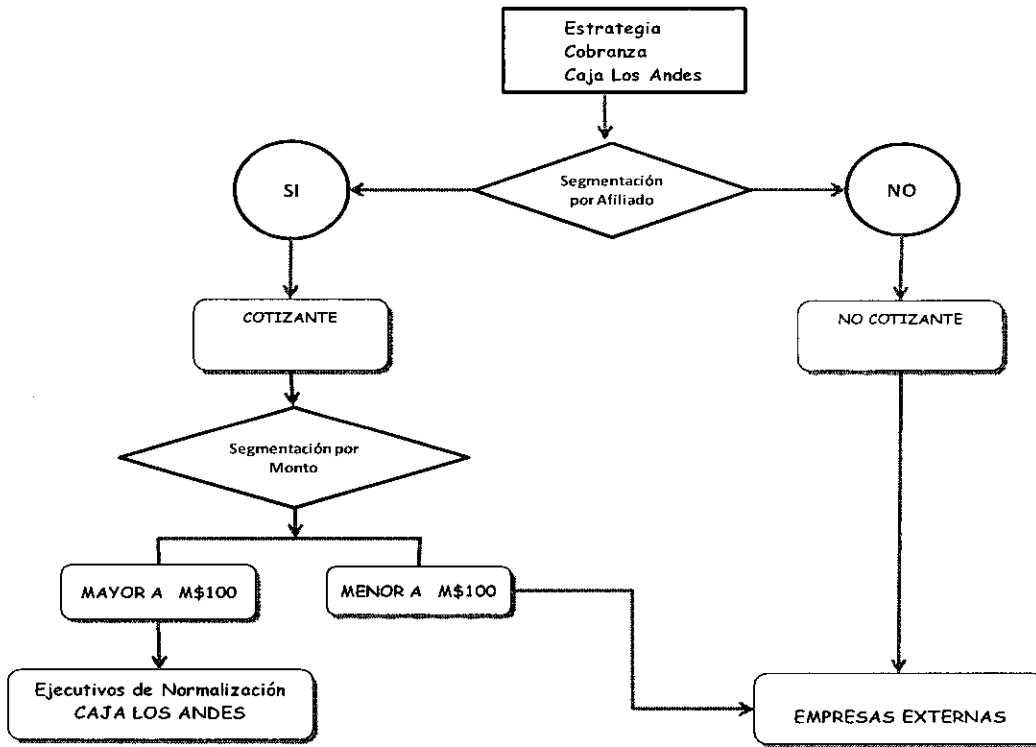 Estrategia
Cobranza
Caja Los Andes
SI
Segmentación
por Afiliado
NO
COTIZANTE
NO COTIZANTE
Segmentación por
Monto
MAYOR A M$100
MENOR A M$100
Ejecutivos de Normalización
CAJA LOS ANDES
EMPRESAS EXTERNAS